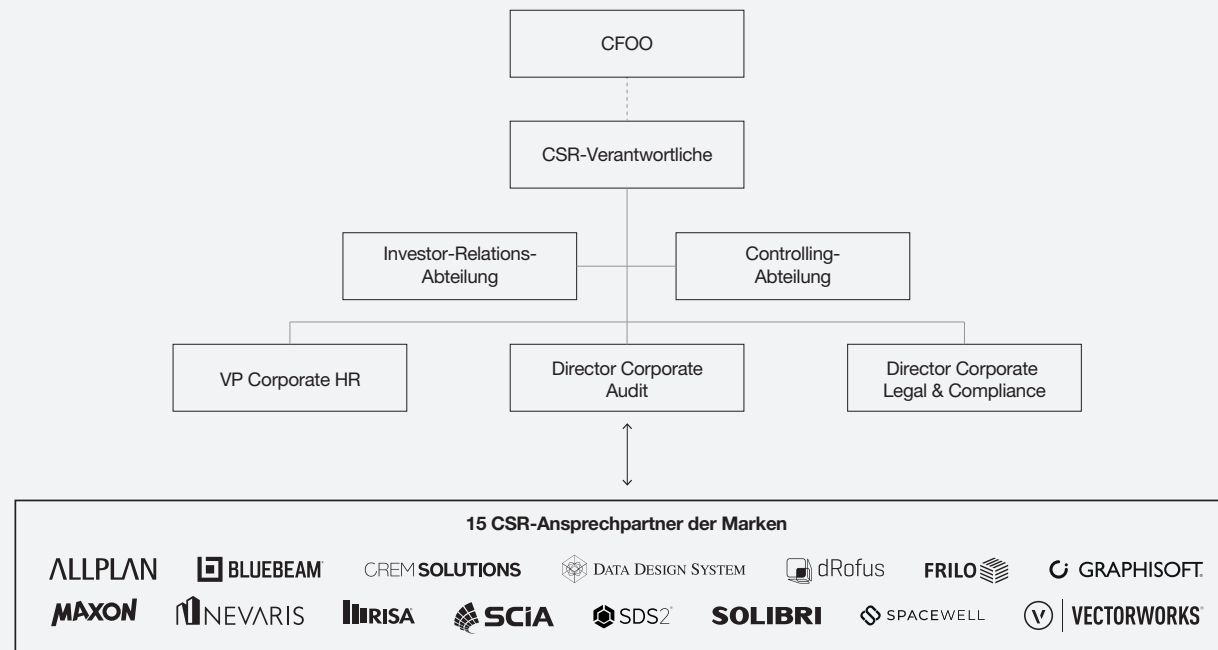 CFOO
CSR-Verantwortliche
Investor-Relations-
Abteilung
Controlling-
Abteilung
VP Corporate HR
Director Corporate
Audit
Director Corporate
Legal & Compliance
15 CSR-Ansprechpartner der Marken
ALLPLAN BLUEBEAM CREM SOLUTIONS DATA DESIGN SYSTEM dRofus FRILO GRAPHISOFT.
MAXON NEVARIS RISA SCiA SDS2 SOLIBRI SPACEWELL VECTORWORKS